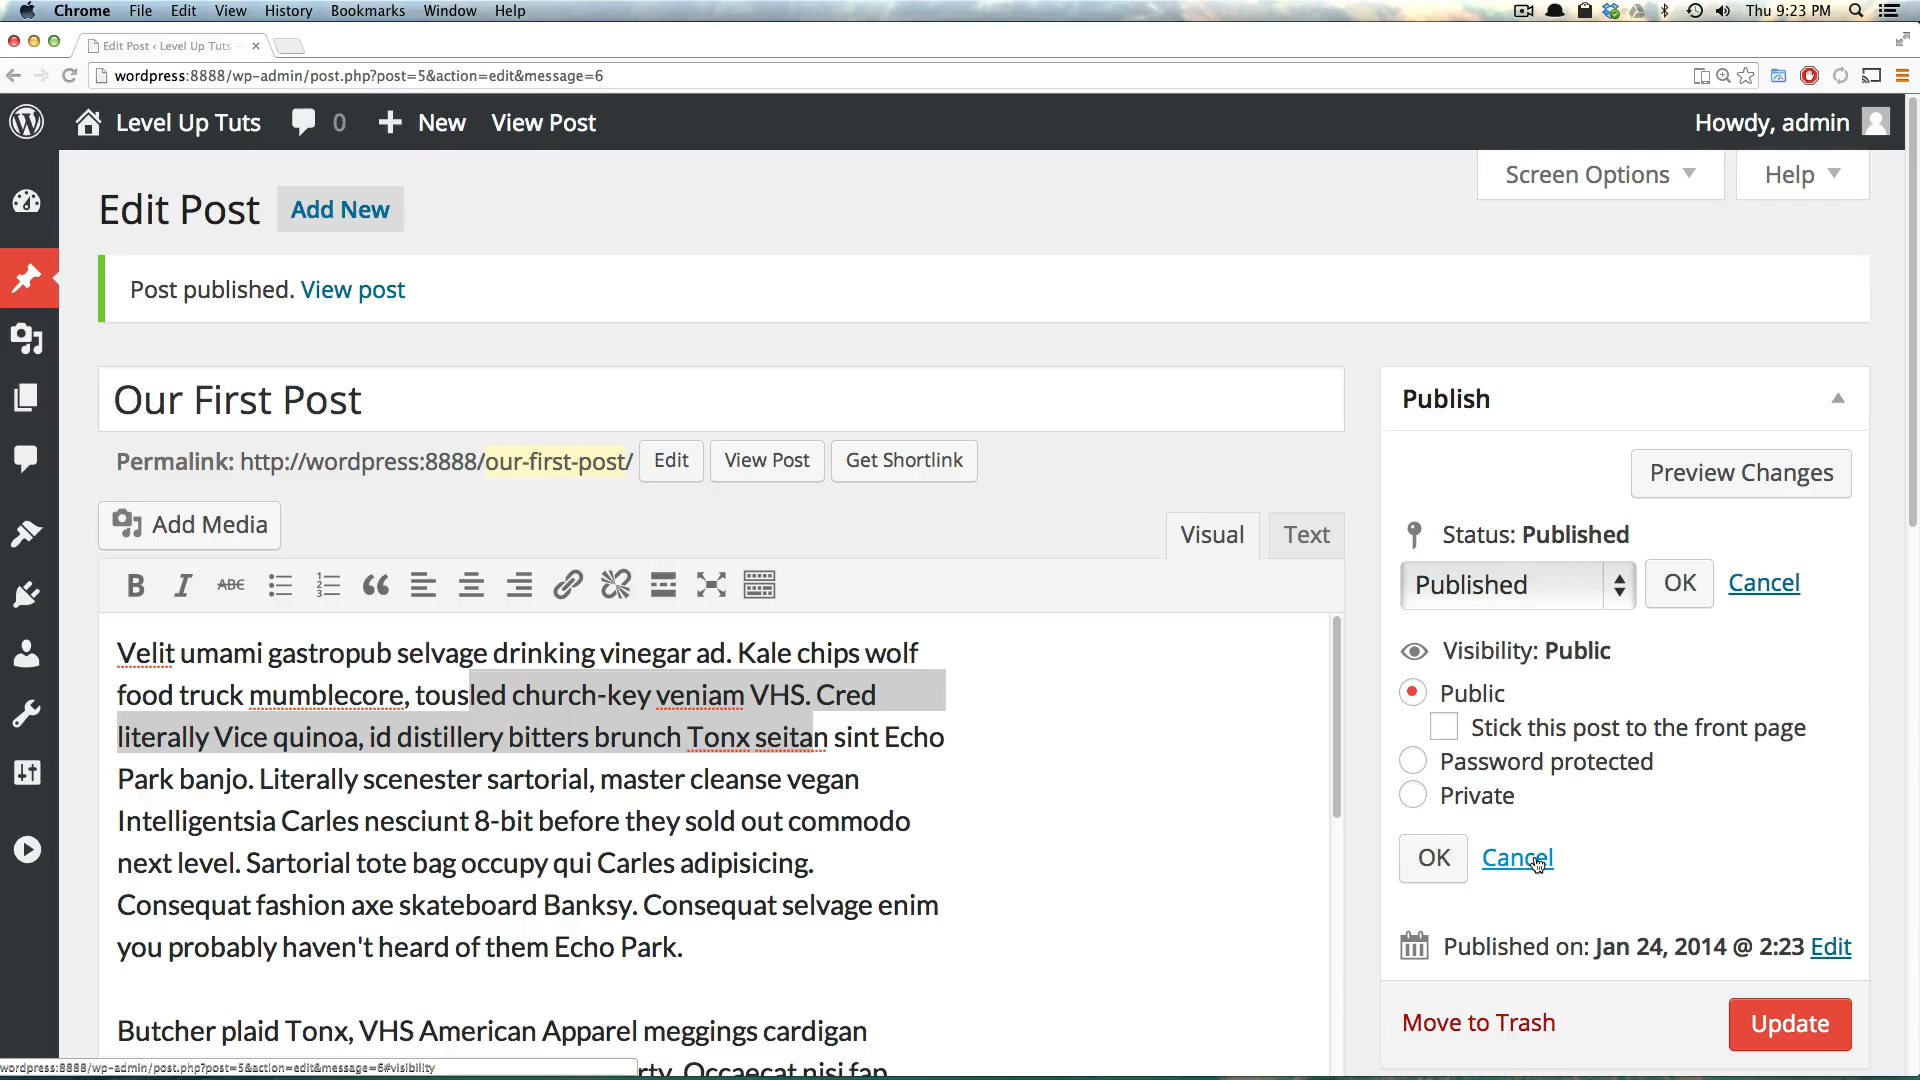 Chrome File Edit View History Bookmarks Window Help Thu 9:23 PM
Edit Post ‹ Level Up Tuts
wordpress:8888/wp-admin/post.php?post=5&action=edit&message=6
Level Up Tuts 0 New View Post Howdy, admin
Screen Options Help
Edit Post Add New
Post published. View post
Our First Post
Permalink: http://wordpress:8888/our-first-post/ Edit View Post Get Shortlink
Add Media
Visual Text
B I ABC
Velit umami gastropub selvage drinking vinegar ad. Kale chips wolf
food truck mumblecore, tousled church-key veniam VHS. Cred
literally Vice quinoa, id distillery bitters brunch Tonx seitan sint Echo
Park banjo. Literally scenester sartorial, master cleanse vegan
Intelligentsia Carles nesciunt 8-bit before they sold out commodo
next level. Sartorial tote bag occupy qui Carles adipisicing.
Consequat fashion axe skateboard Banksy. Consequat selvage enim
you probably haven't heard of them Echo Park.
Butcher plaid Tonx, VHS American Apparel meggings cardigan
Occaecat nisi fap
wordpress:8888/wp-admin/post.php?post=5&action=edit&message=6#visibility
Publish
Preview Changes
Status: Published
Published OK Cancel
Visibility: Public
Public
Stick this post to the front page
Password protected
Private
OK Cancel
Published on: Jan 24, 2014 @ 2:23 Edit
Move to Trash Update